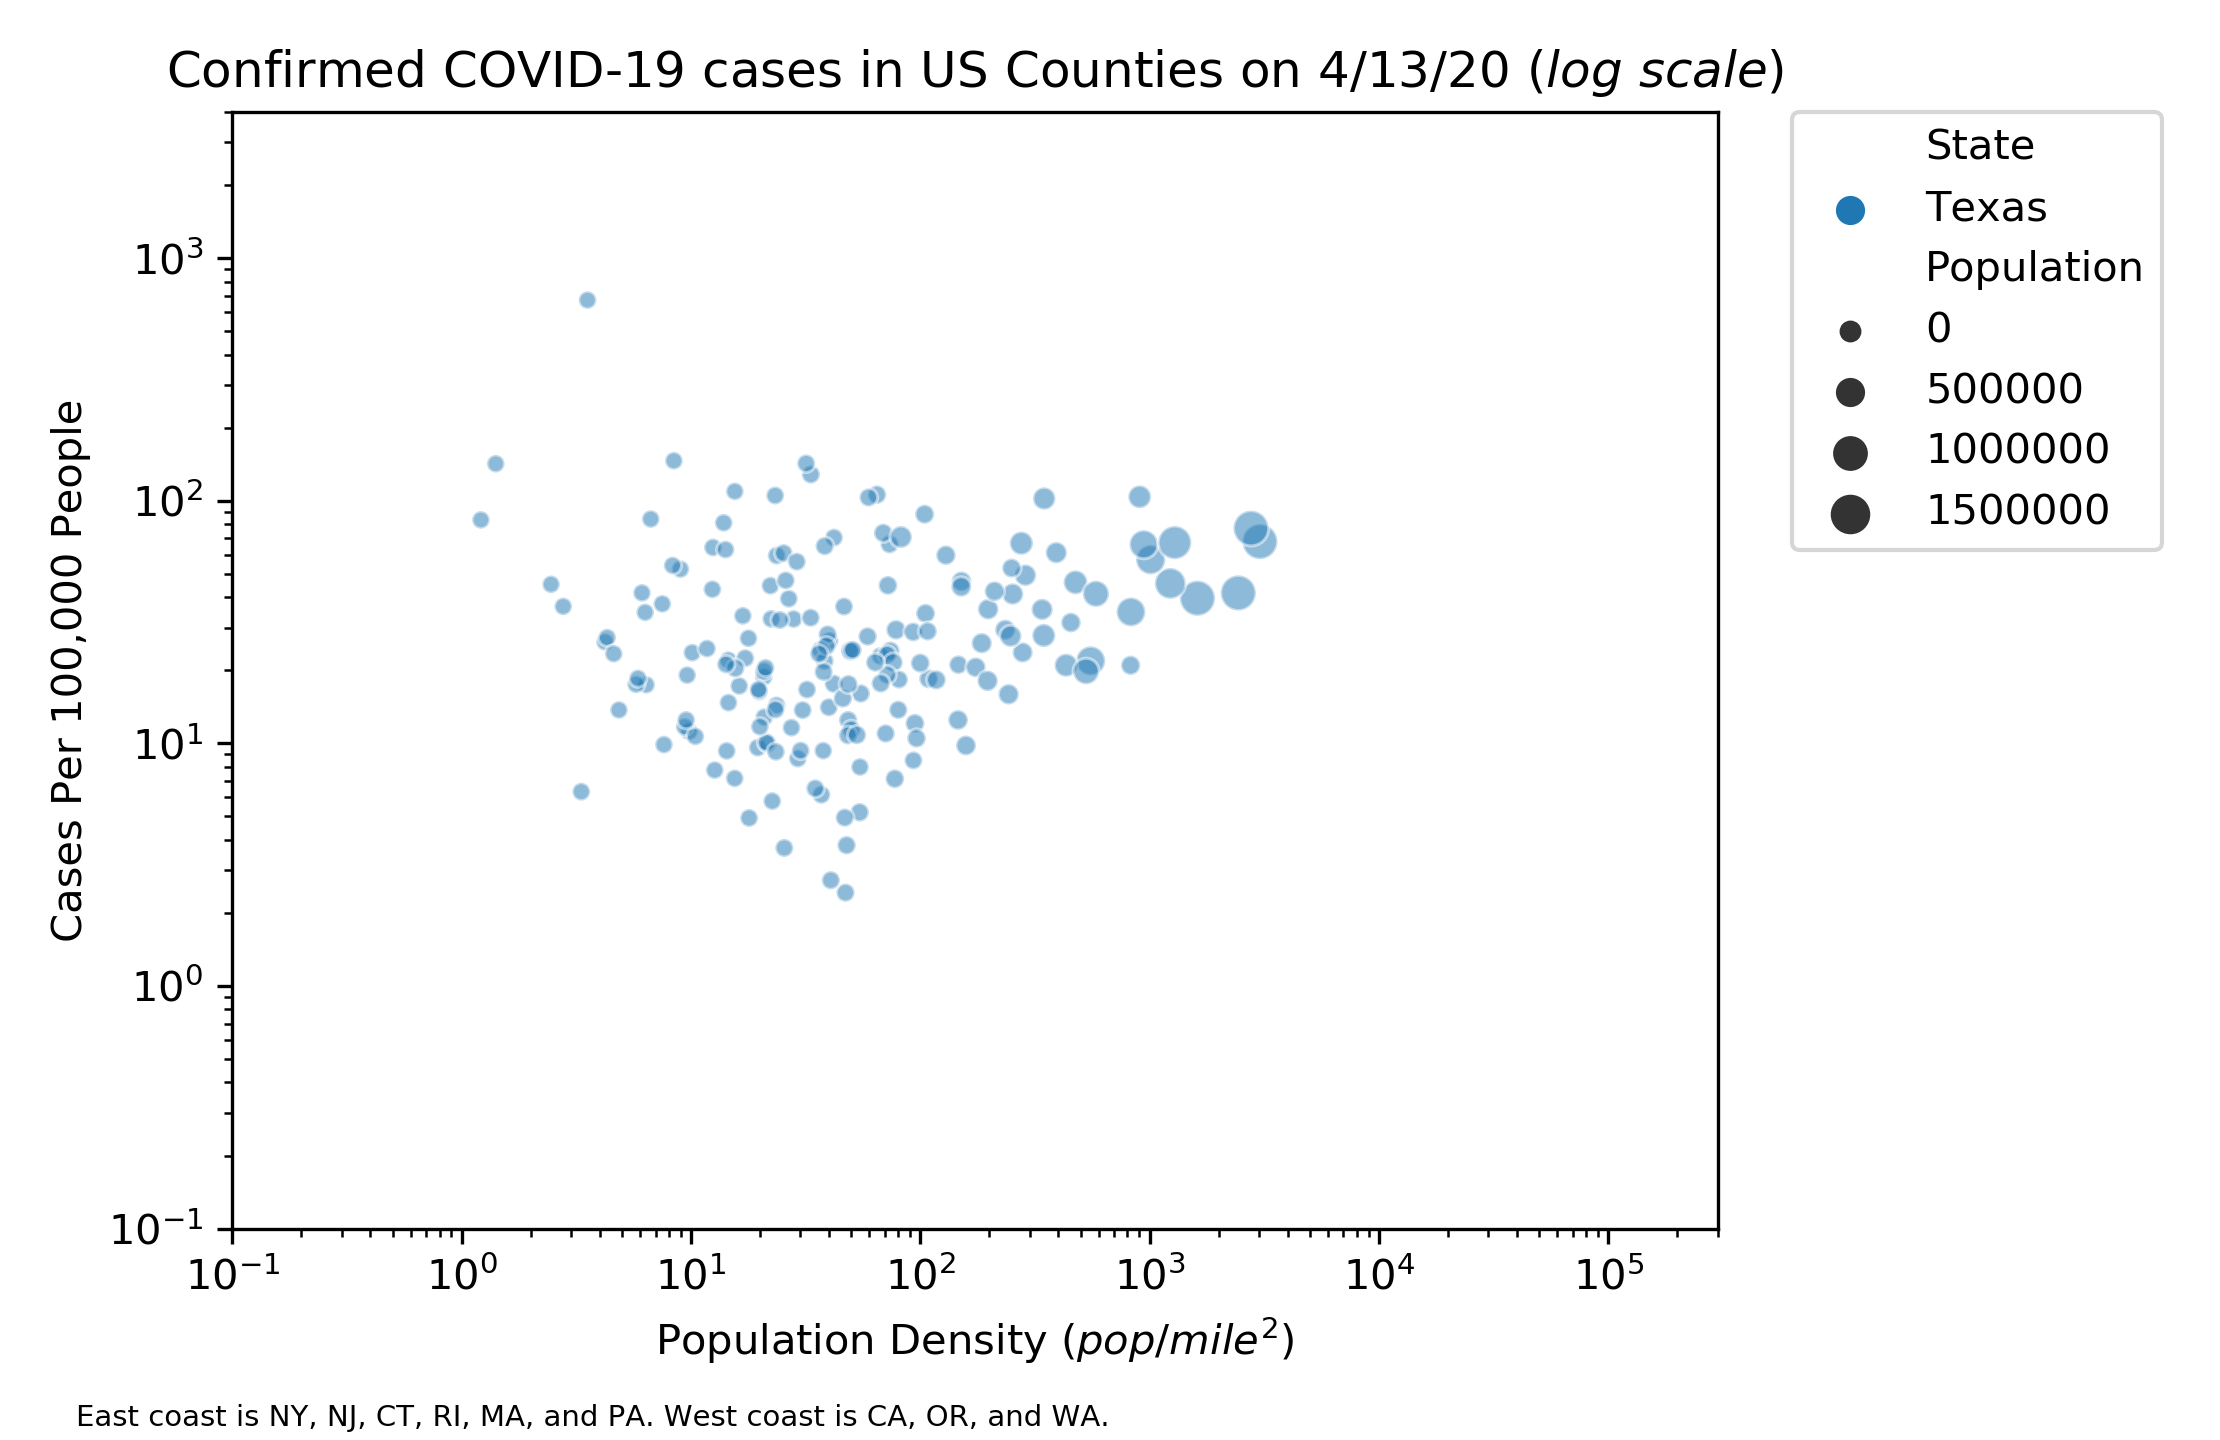 Confirmed COVID-19 cases in US Counties on 4/13/20 (log scale)
State
Texas
Population
0
500000
1000000
1500000
Cases Per 100,000 People
10³
10²
10¹
10⁰
10⁻¹
10⁻¹ 10⁰ 10¹ 10² 10³ 10⁴ 10⁵
Population Density (pop/mile²)
East coast is NY, NJ, CT, RI, MA, and PA. West coast is CA, OR, and WA.